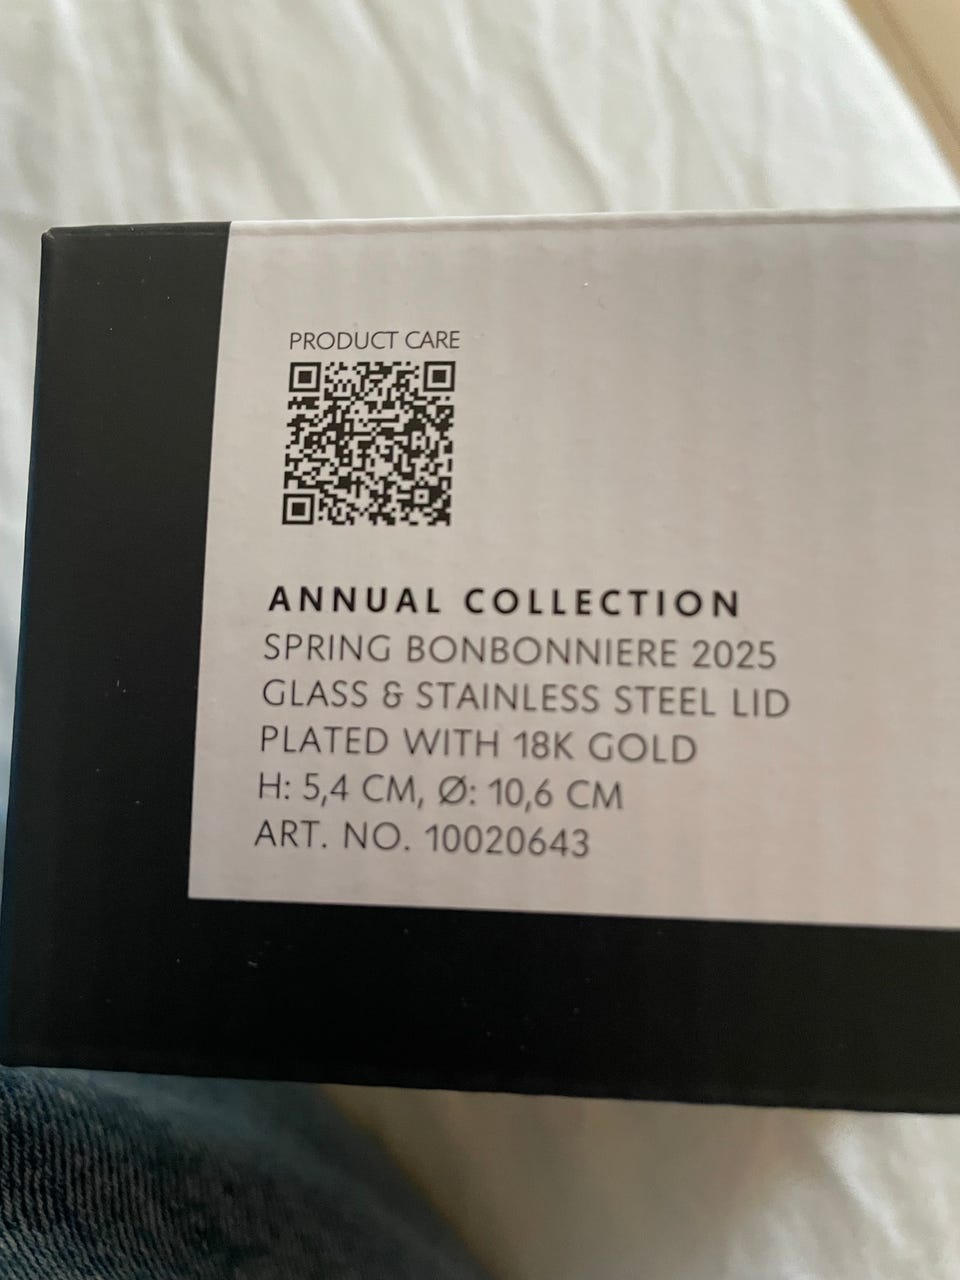 PRODUCT CARE
ANNUAL COLLECTION
SPRING BONBONNIERE 2025
GLASS & STAINLESS STEEL LID
PLATED WITH 18K GOLD
H: 5,4 CM, Ø: 10,6 CM
ART. NO. 10020643